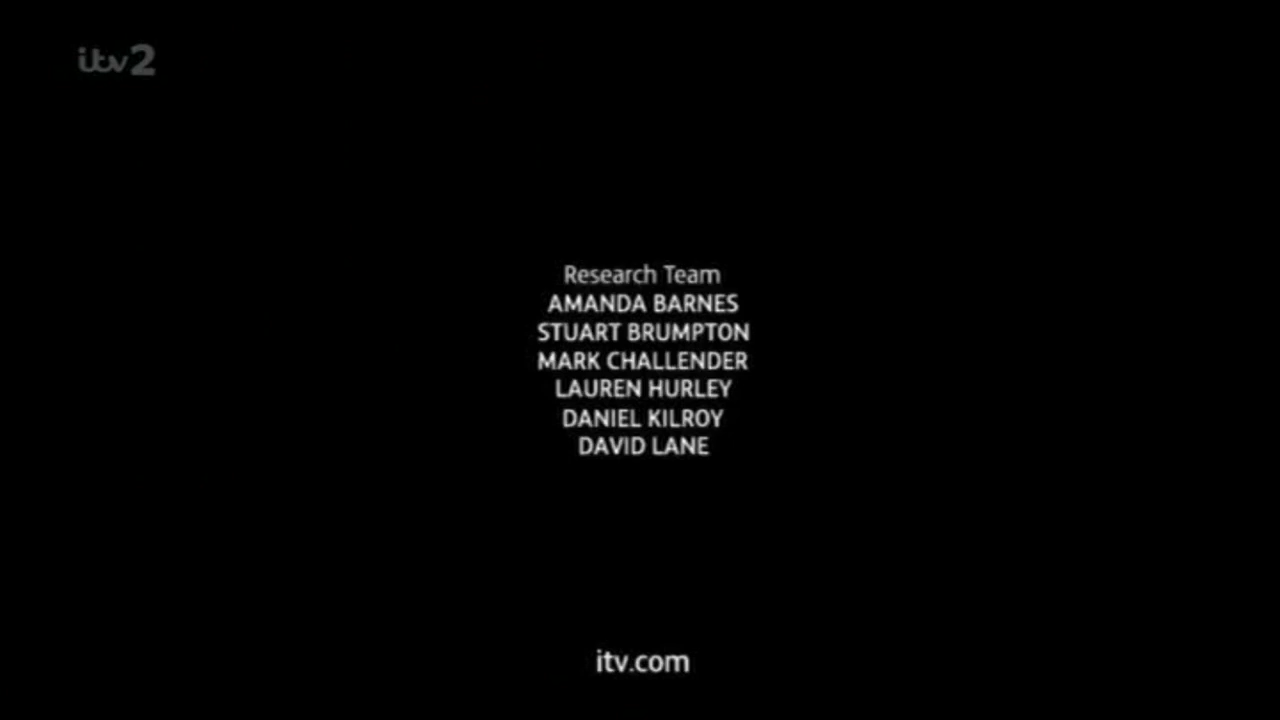 itv2
Research Team
AMANDA BARNES
STUART BRUMPTON
MARK CHALLENDER
LAUREN HURLEY
DANIEL KILROY
DAVID LANE
itv.com